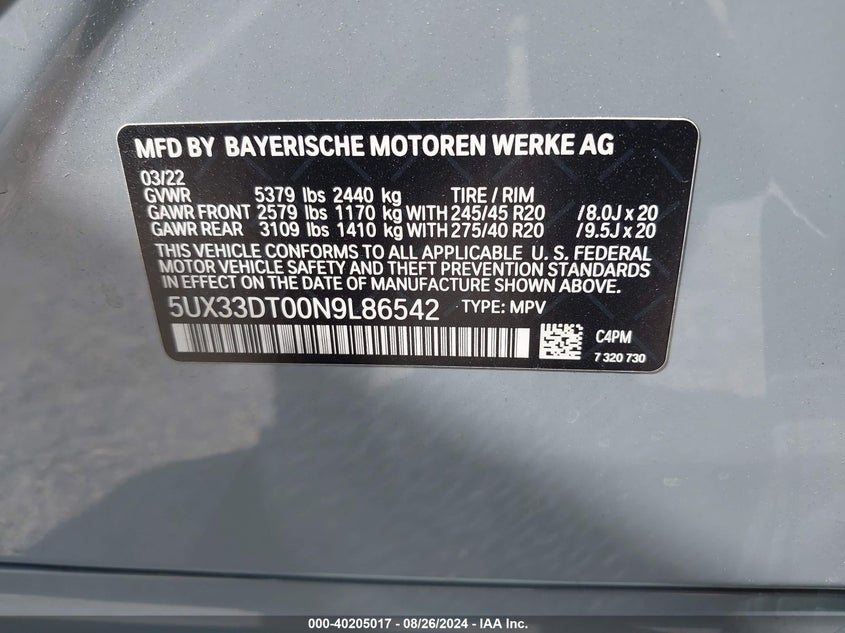 MFD BY BAYERISCHE MOTOREN WERKE AG
03/22
GVWR 5379 lbs 2440 kg TIRE / RIM
GAWR FRONT 2579 lbs 1170 kg WITH 245/45 R20 /8.0J x 20
GAWR REAR 3109 lbs 1410 kg WITH 275/40 R20 /9.5J x 20
THIS VEHICLE CONFORMS TO ALL APPLICABLE U. S. FEDERAL
MOTOR VEHICLE SAFETY AND THEFT PREVENTION STANDARDS
IN EFFECT ON THE DATE OF MANUFACTURE SHOWN ABOVE.
5UX33DT00N9L86542 TYPE: MPV
C4PM
7 320 730
000-40205017 - 08/26/2024 - IAA Inc.